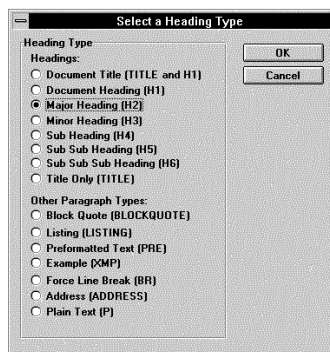 Select a Heading Type
Heading Type
Headings:
Document Title (TITLE and H1)
Document Heading (H1)
Major Heading (H2)
Minor Heading (H3)
Sub Heading (H4)
Sub Sub Heading (H5)
Sub Sub Sub Heading (H6)
Title Only (TITLE)
Other Paragraph Types:
Block Quote (BLOCKQUOTE)
Listing (LISTING)
Preformatted Text (PRE)
Example (XMP)
Force Line Break (BR)
Address (ADDRESS)
Plain Text (P)
OK
Cancel